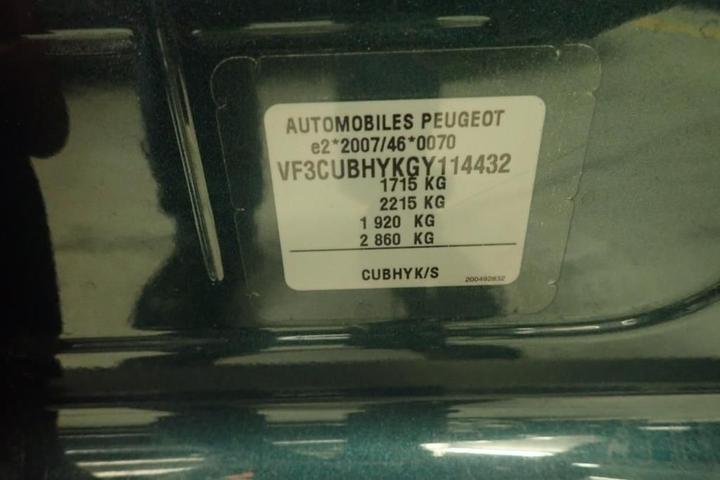 AUTOMOBILES PEUGEOT
e2*2007/46*0070
VF3CUBHYKGY114432
1715 KG
2215 KG
1 920 KG
2 860 KG
CUBHYK/S
200492832